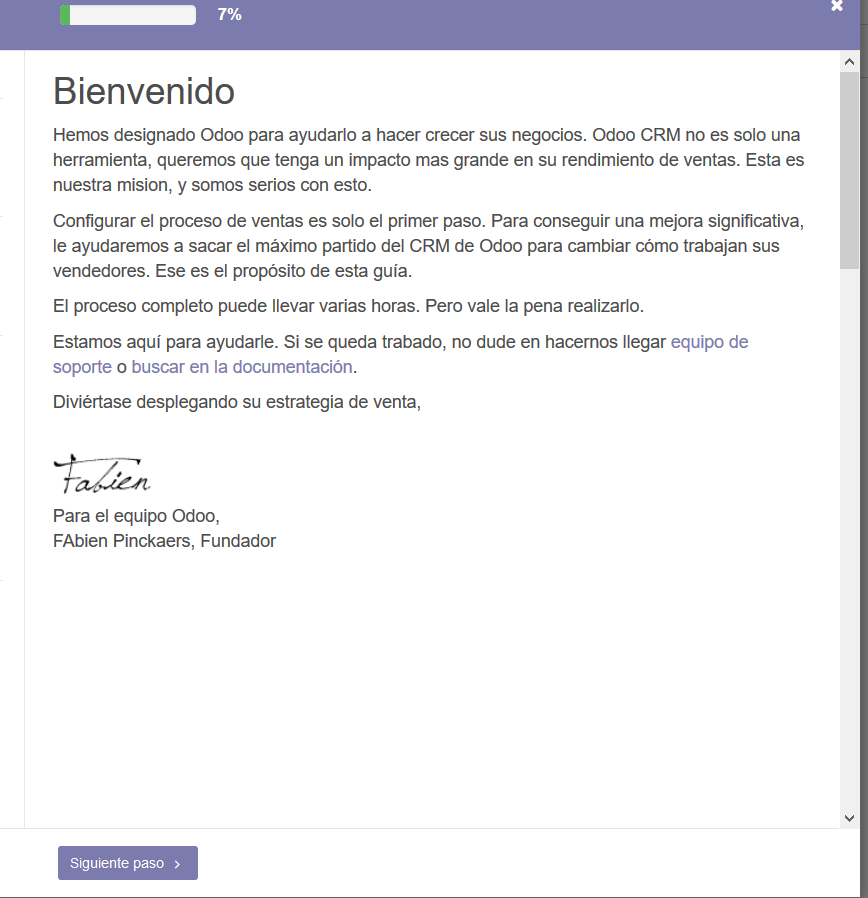 7%
Bienvenido
Hemos designado Odoo para ayudarlo a hacer crecer sus negocios. Odoo CRM no es solo una
herramienta, queremos que tenga un impacto mas grande en su rendimiento de ventas. Esta es
nuestra mision, y somos serios con esto.
Configurar el proceso de ventas es solo el primer paso. Para conseguir una mejora significativa,
le ayudaremos a sacar el máximo partido del CRM de Odoo para cambiar cómo trabajan sus
vendedores. Ese es el propósito de esta guía.
El proceso completo puede llevar varias horas. Pero vale la pena realizarlo.
Estamos aquí para ayudarle. Si se queda trabado, no dude en hacernos llegar equipo de
soporte o buscar en la documentación.
Diviértase desplegando su estrategia de venta,
Fabien
Para el equipo Odoo,
FAbien Pinckaers, Fundador
Siguiente paso